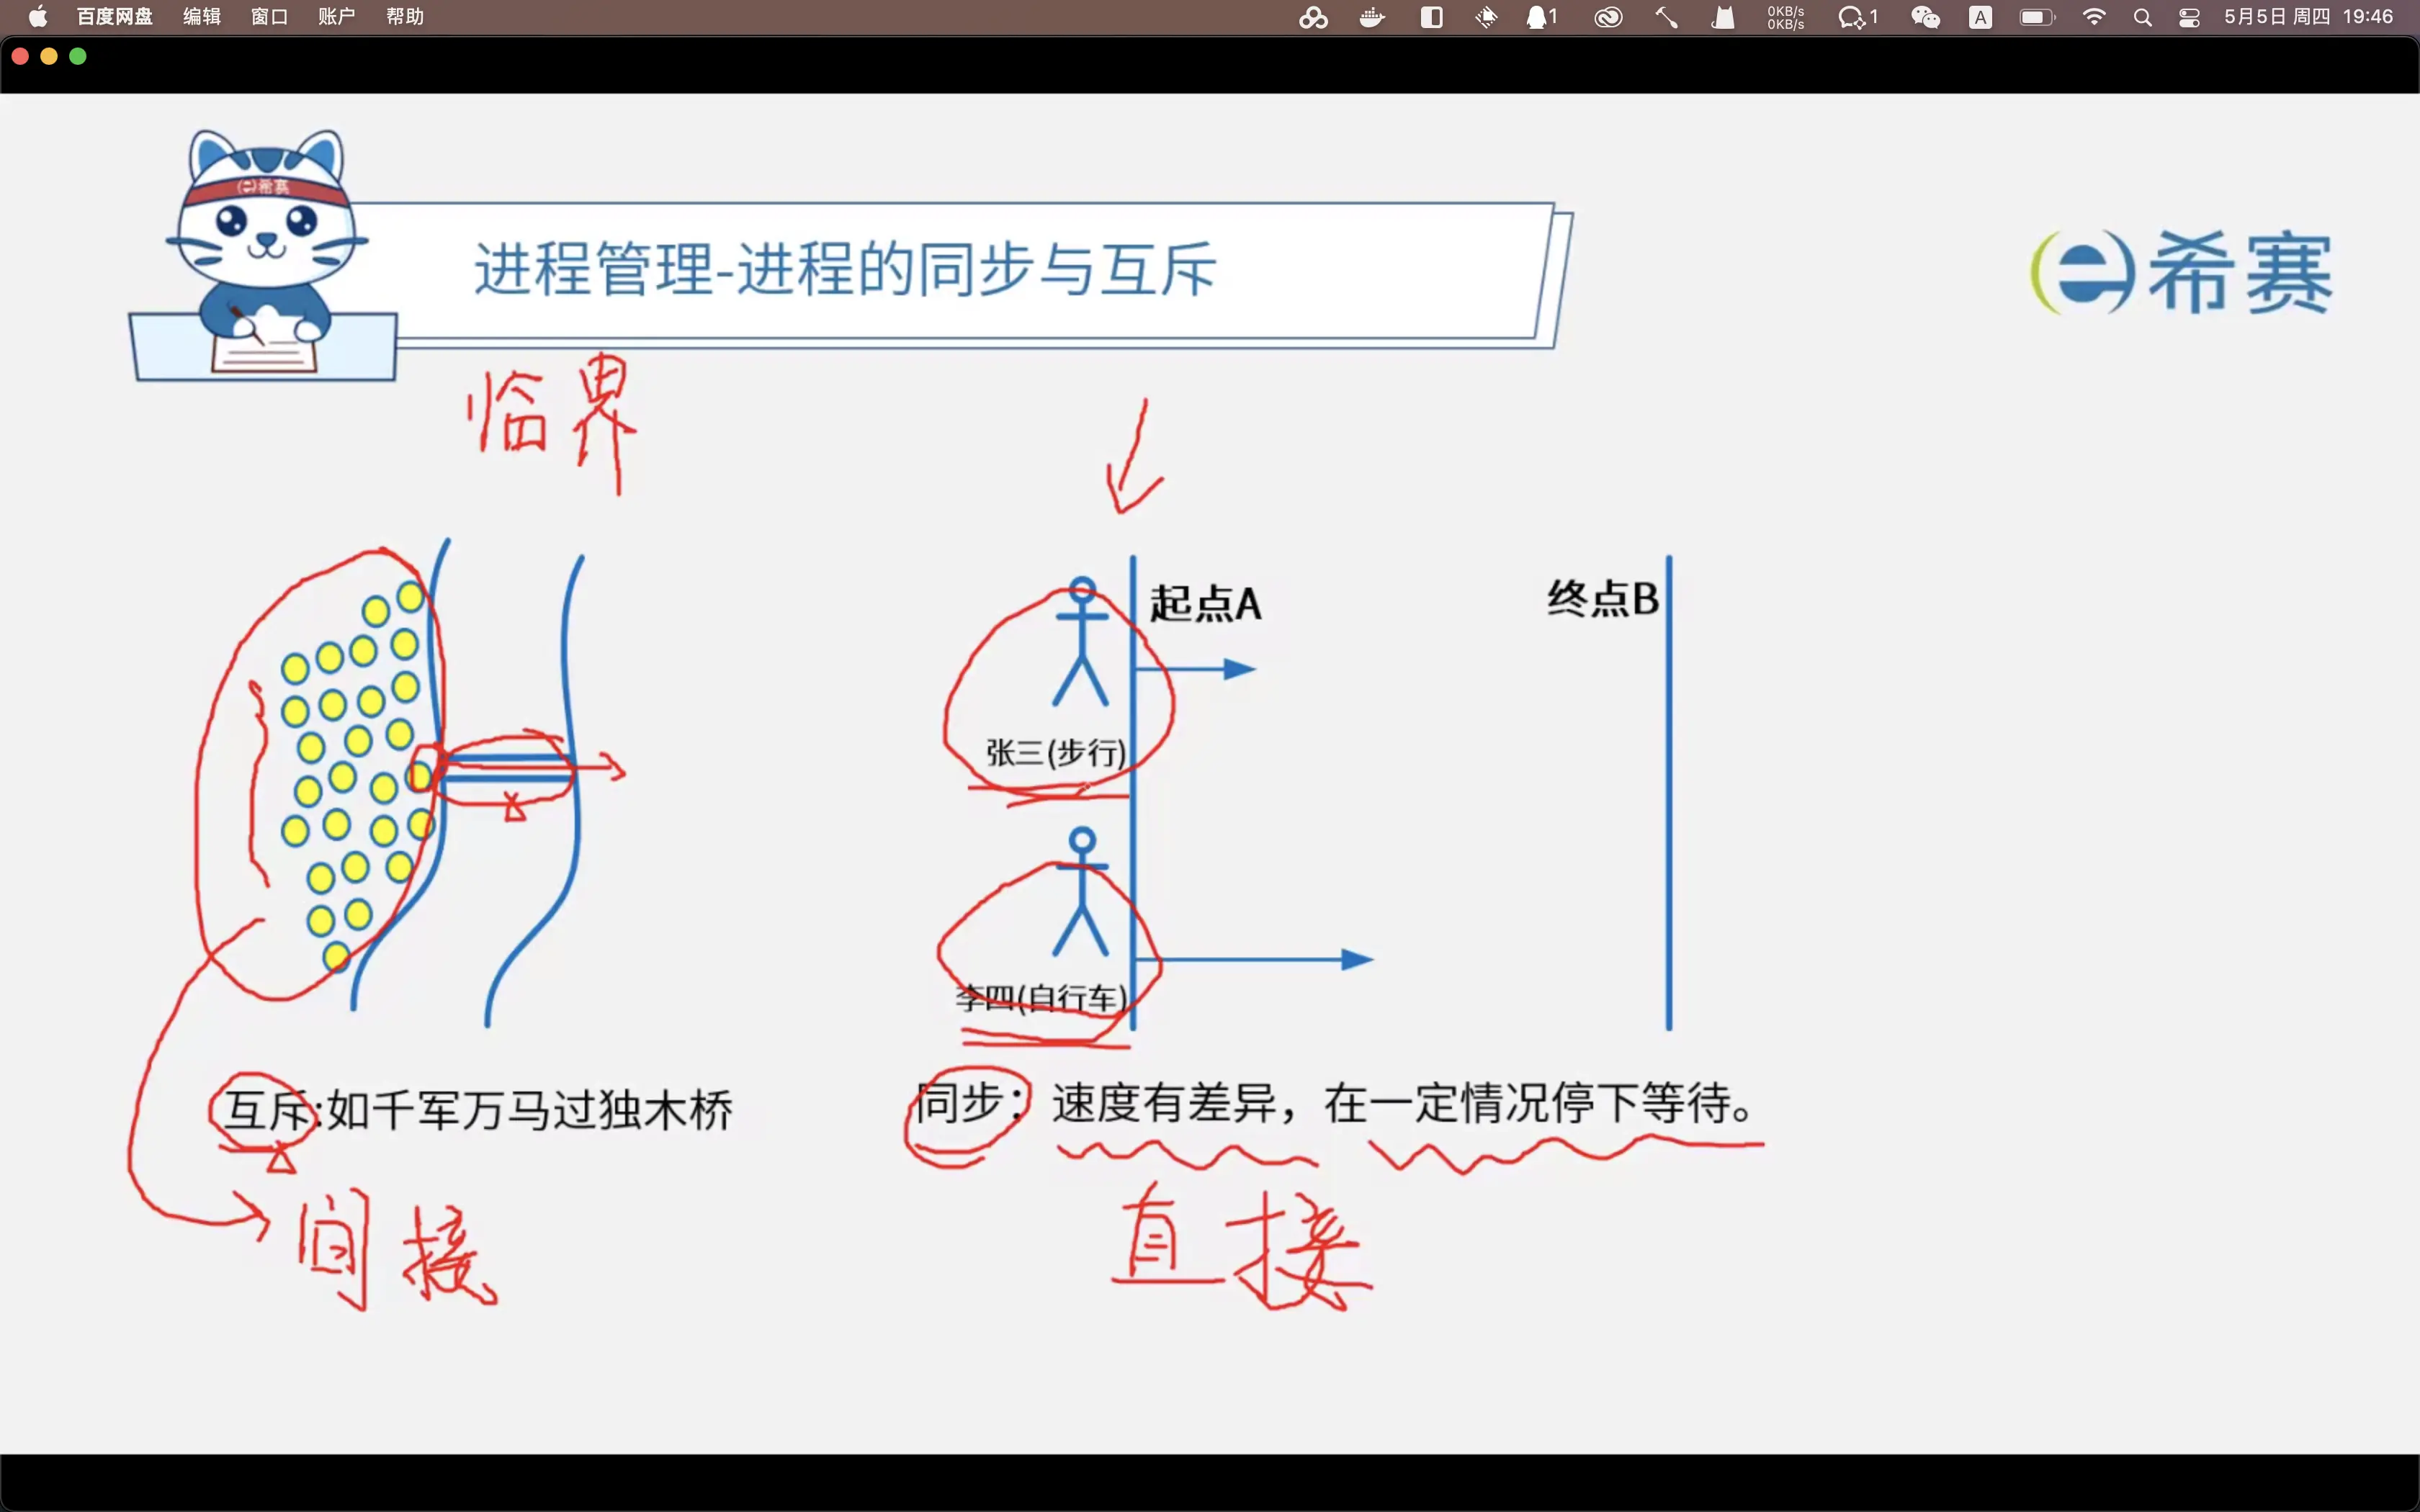 百度网盘 编辑 窗口 账户 帮助 1 0KB/s 0KB/s 1 A 5月5日 周四 19:46
希赛
进程管理-进程的同步与互斥
希赛
临界
起点A
终点B
张三(步行)
李四(自行车)
互斥:如千军万马过独木桥
同步：速度有差异，在一定情况停下等待。
间接
直接